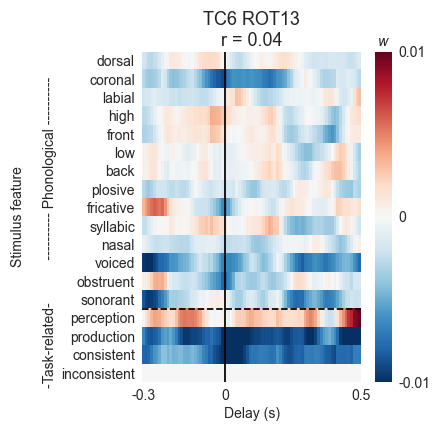 TC6 ROT13
r = 0.04
w
dorsal
coronal
labial
high
front
low
back
plosive
fricative
syllabic
nasal
voiced
obstruent
sonorant
perception
production
consistent
inconsistent
Stimulus feature
-Task-related- ---------- Phonological ----------
0.01
0
-0.01
-0.3 0 0.5
Delay (s)